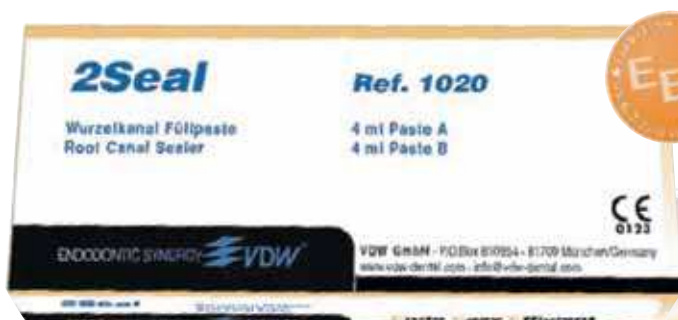 2Seal
Ref. 1020
Wurzelkanal Füllpaste
Root Canal Sealer
4 ml Paste A
4 ml Paste B
CE
0123
ENDODONTIC SYNERGY VDW
VDW GmbH - P.O.Box 830954 - 81709 München/Germany
www.vdw-dental.com - info@vdw-dental.com
EE